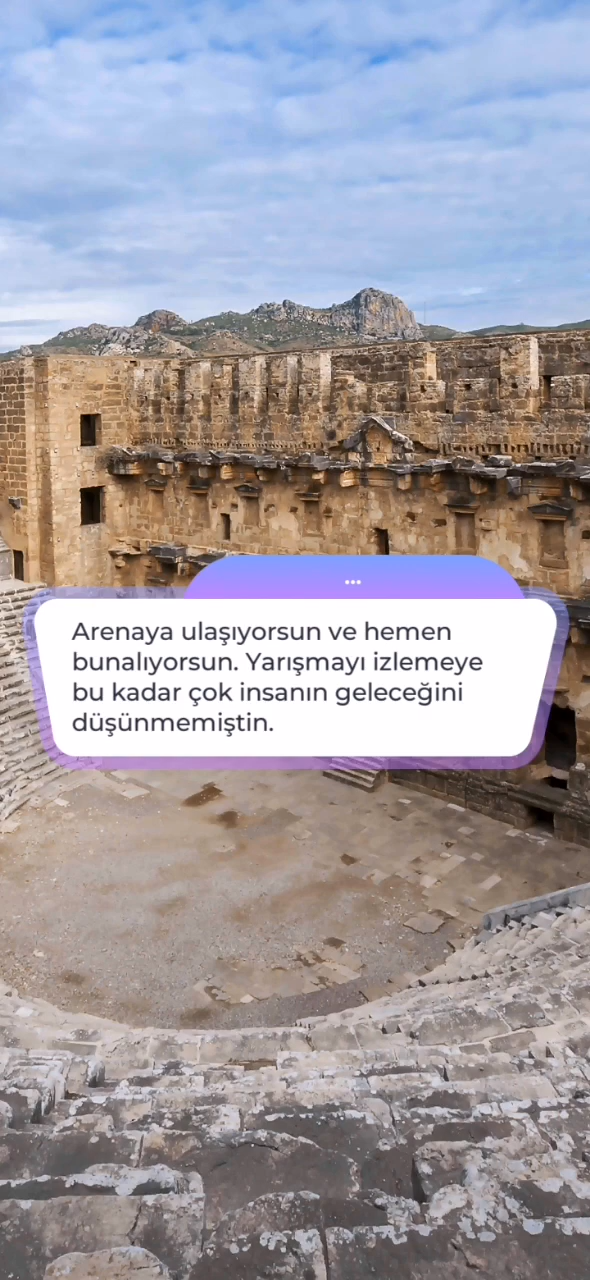 ...
Arenaya ulaşıyorsun ve hemen
bunalıyorsun. Yarışmayı izlemeye
bu kadar çok insanın geleceğini
düşünmemiştin.